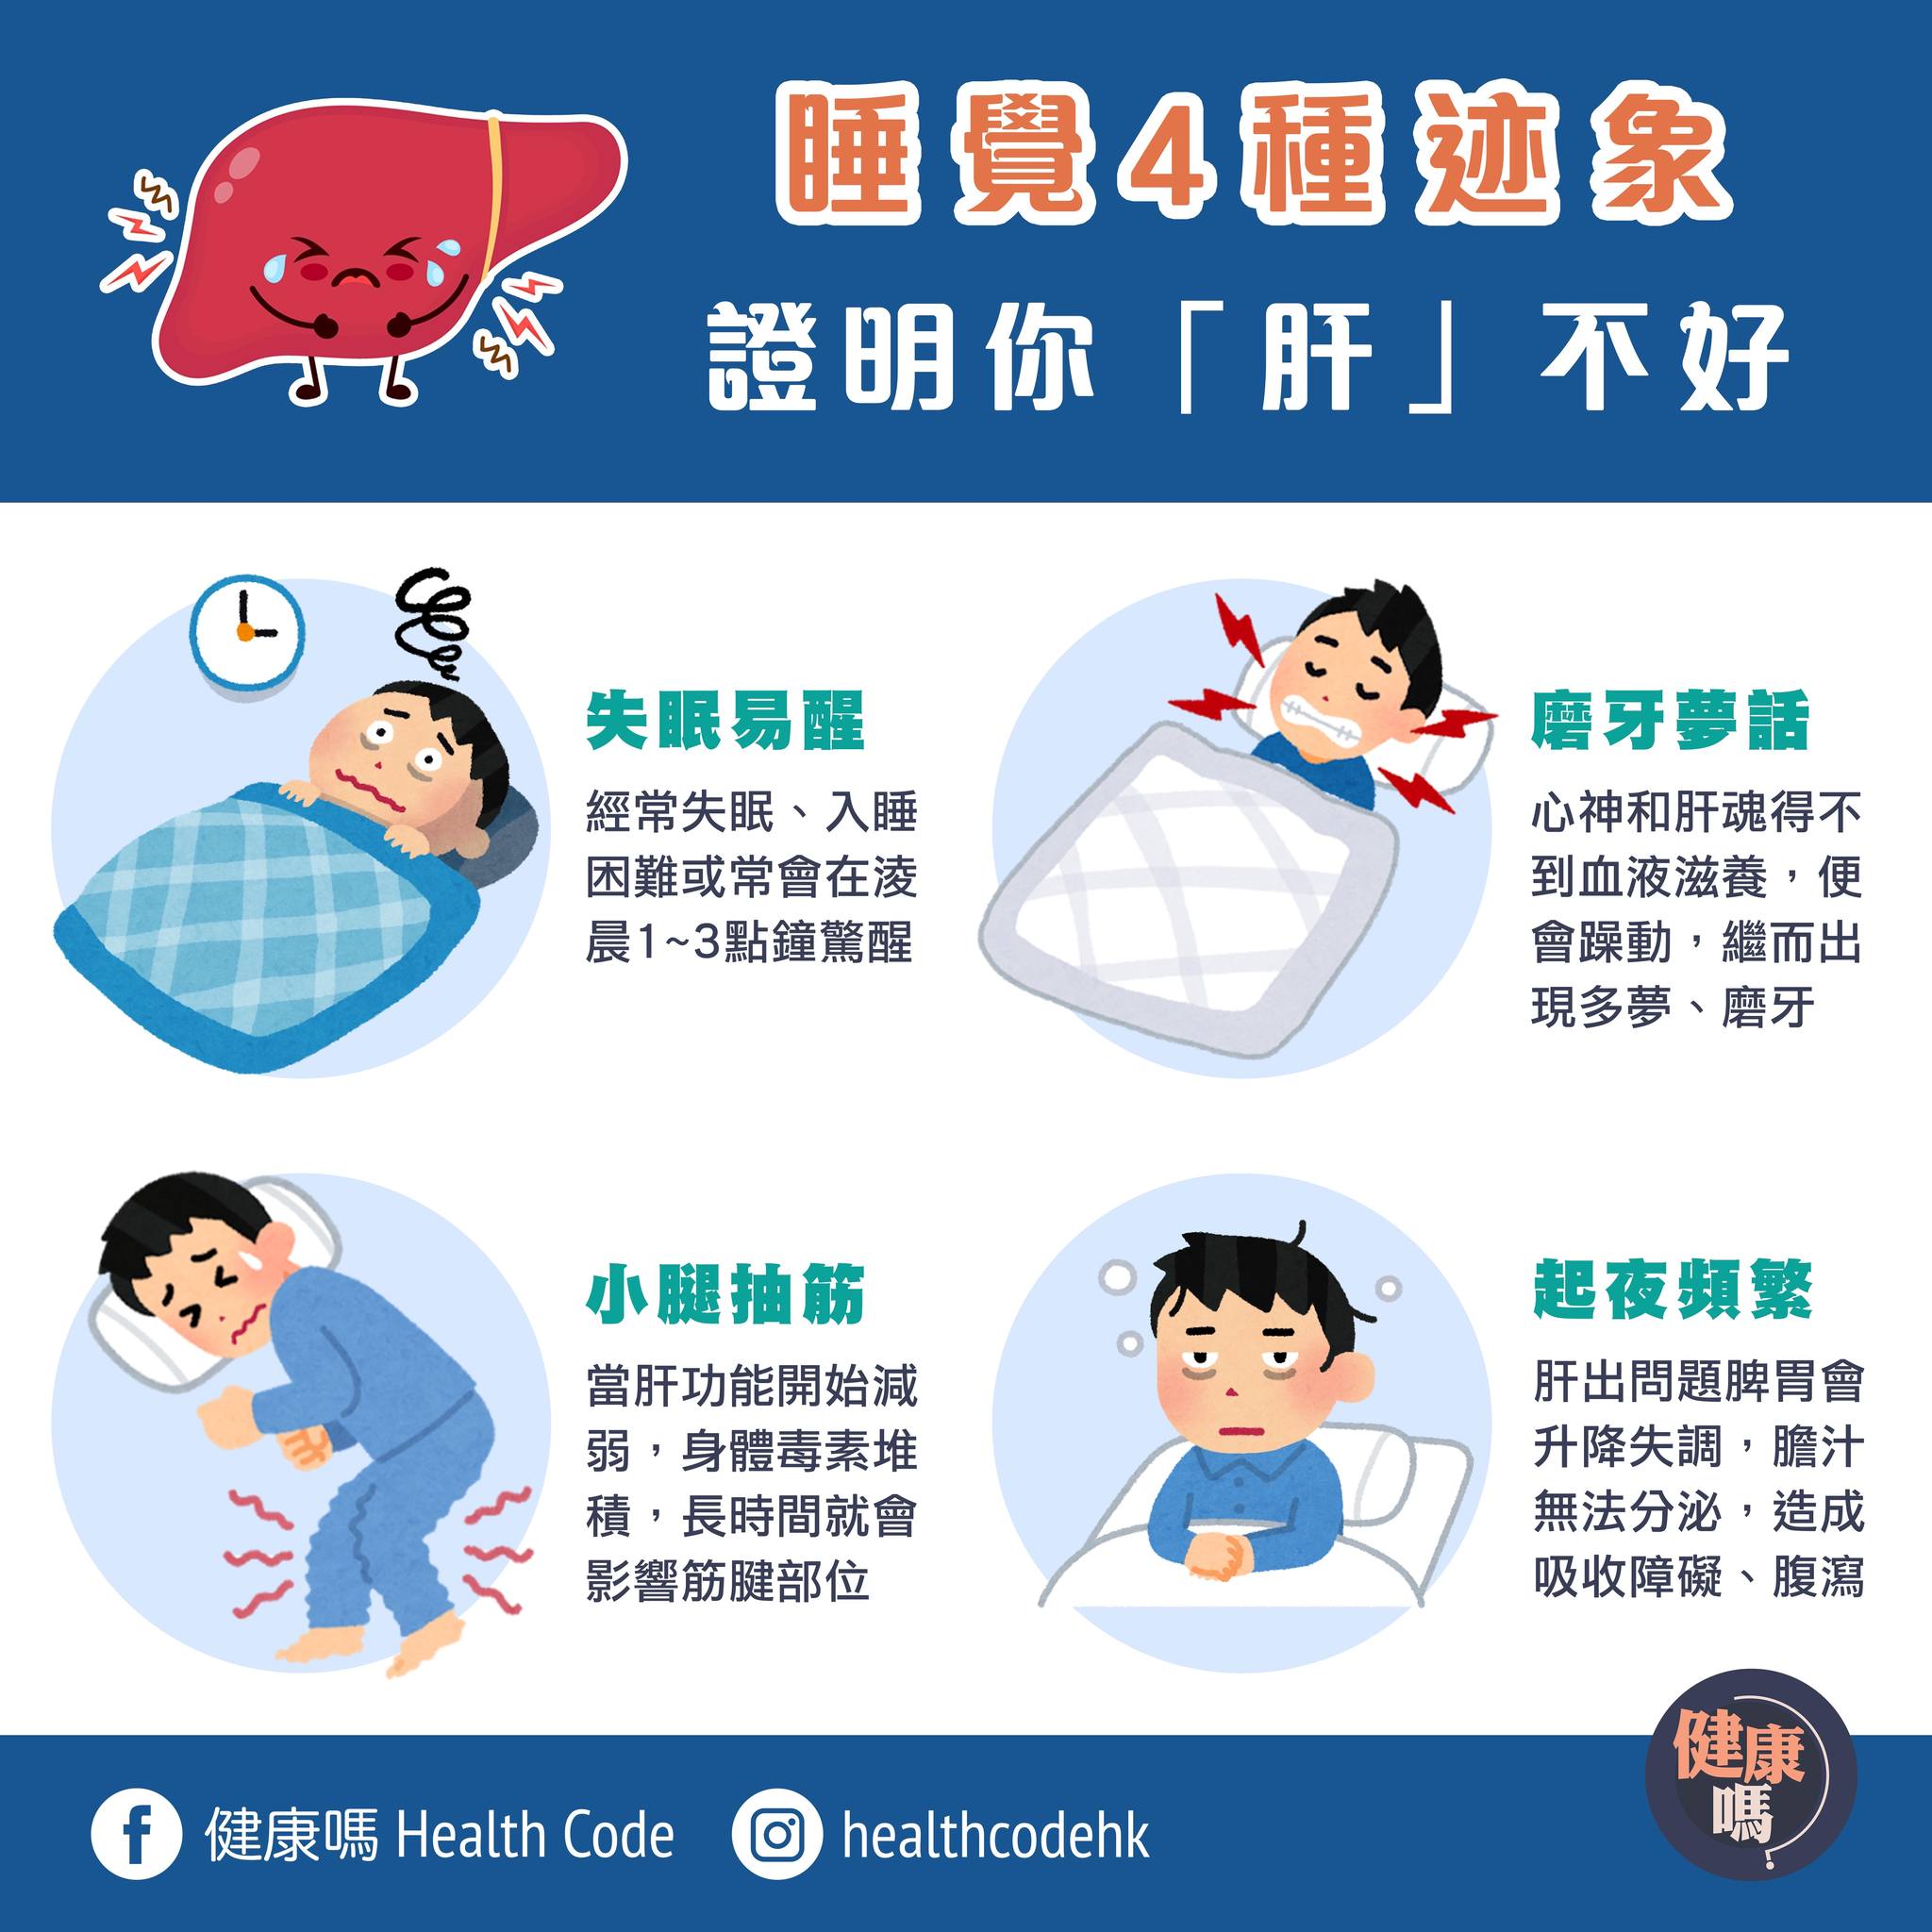 睡覺4種迹象
證明你「肝」不好
失眠易醒
經常失眠、入睡
困難或常會在淩
晨1~3點鐘驚醒
磨牙夢話
心神和肝魂得不
到血液滋養，便
會躁動，繼而出
現多夢、磨牙
小腿抽筋
當肝功能開始減
弱，身體毒素堆
積，長時間就會
影響筋腱部位
起夜頻繁
肝出問題脾胃會
升降失調，膽汁
無法分泌，造成
吸收障礙、腹瀉
健康嗎 Health Code
healthcodehk
健康
嗎?